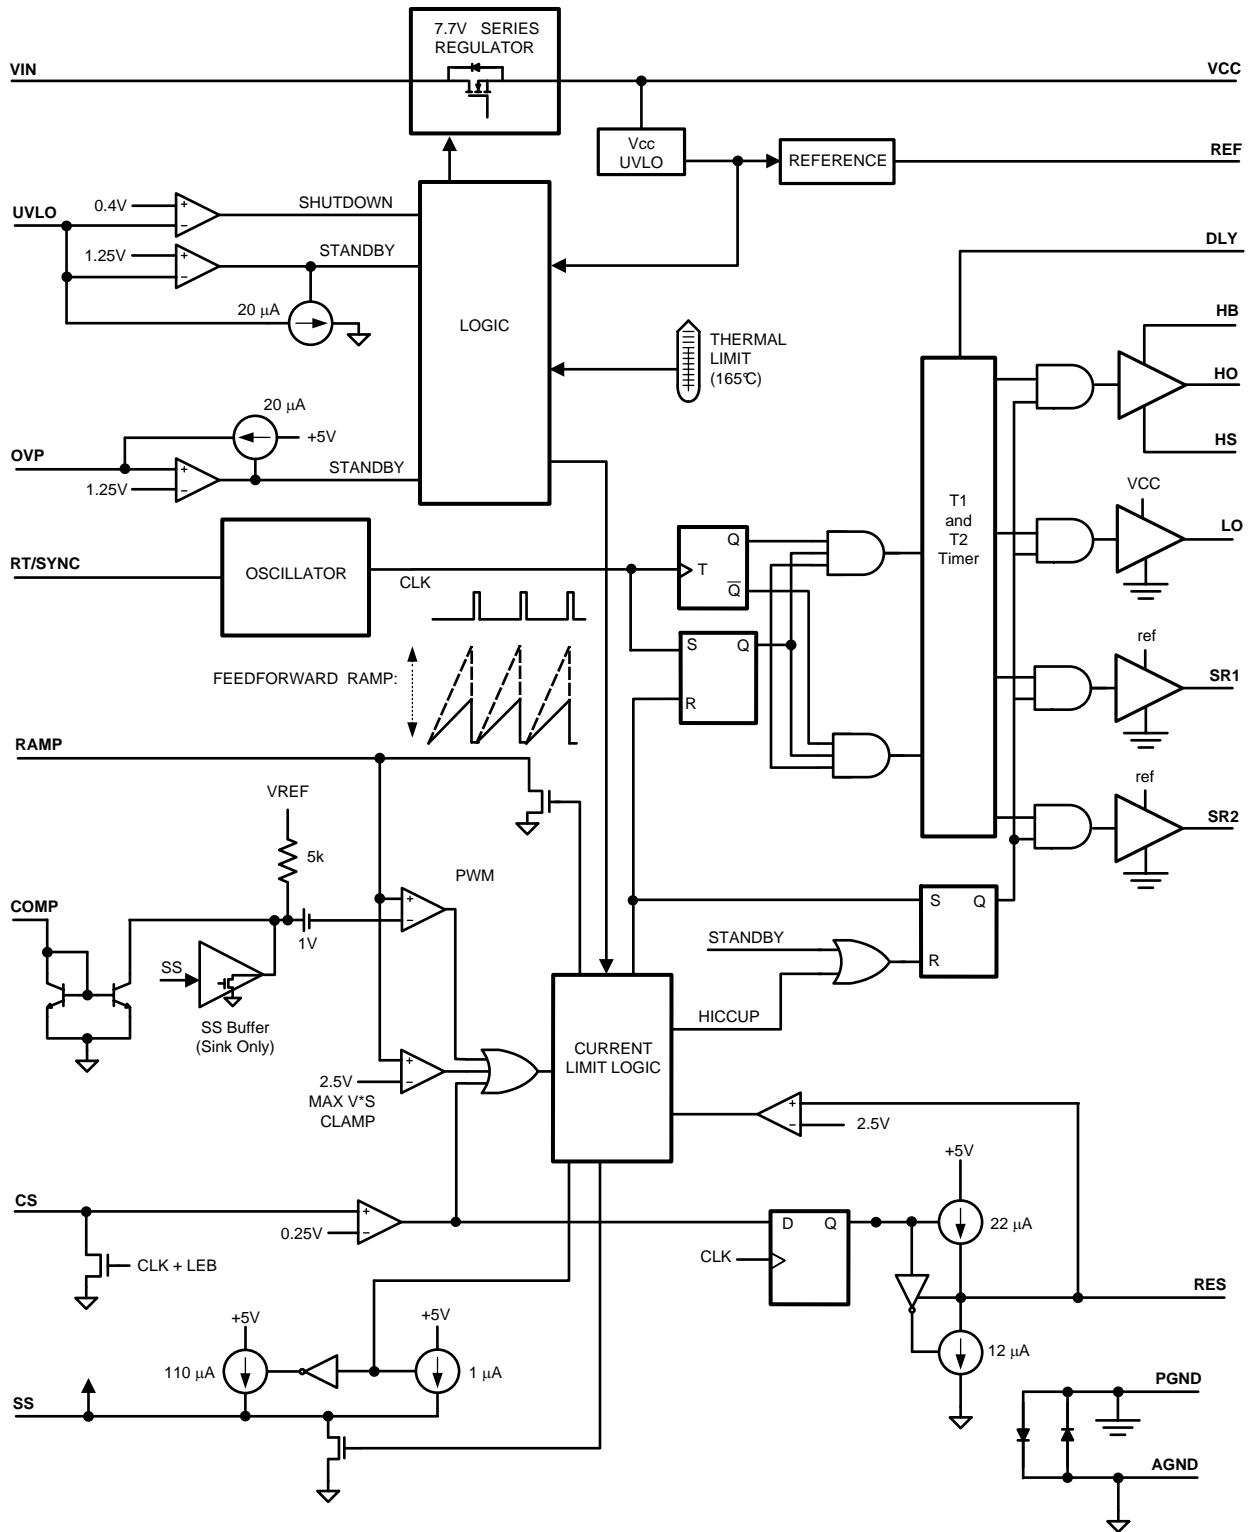 7.7V SERIES
REGULATOR
VIN
VCC
Vcc
UVLO
REFERENCE
REF
UVLO
0.4V
+
−
SHUTDOWN
1.25V
+
−
STANDBY
20 µA
DLY
LOGIC
THERMAL
LIMIT
(165°C)
HB
HO
HS
20 µA
+5V
OVP
+
−
1.25V
STANDBY
T1
and
T2
Timer
VCC
LO
RT/SYNC
OSCILLATOR
CLK
T
Q
Q
S
Q
R
FEEDFORWARD RAMP:
ref
SR1
RAMP
ref
SR2
VREF
5k
PWM
+
−
COMP
1V
SS
SS Buffer
(Sink Only)
S
Q
R
STANDBY
HICCUP
CURRENT
LIMIT LOGIC
+
−
2.5V
MAX V*S
CLAMP
+
−
2.5V
+5V
CS
+
−
0.25V
D
Q
22 µA
CLK + LEB
CLK
RES
+5V
+5V
110 µA
1 µA
12 µA
SS
PGND
AGND